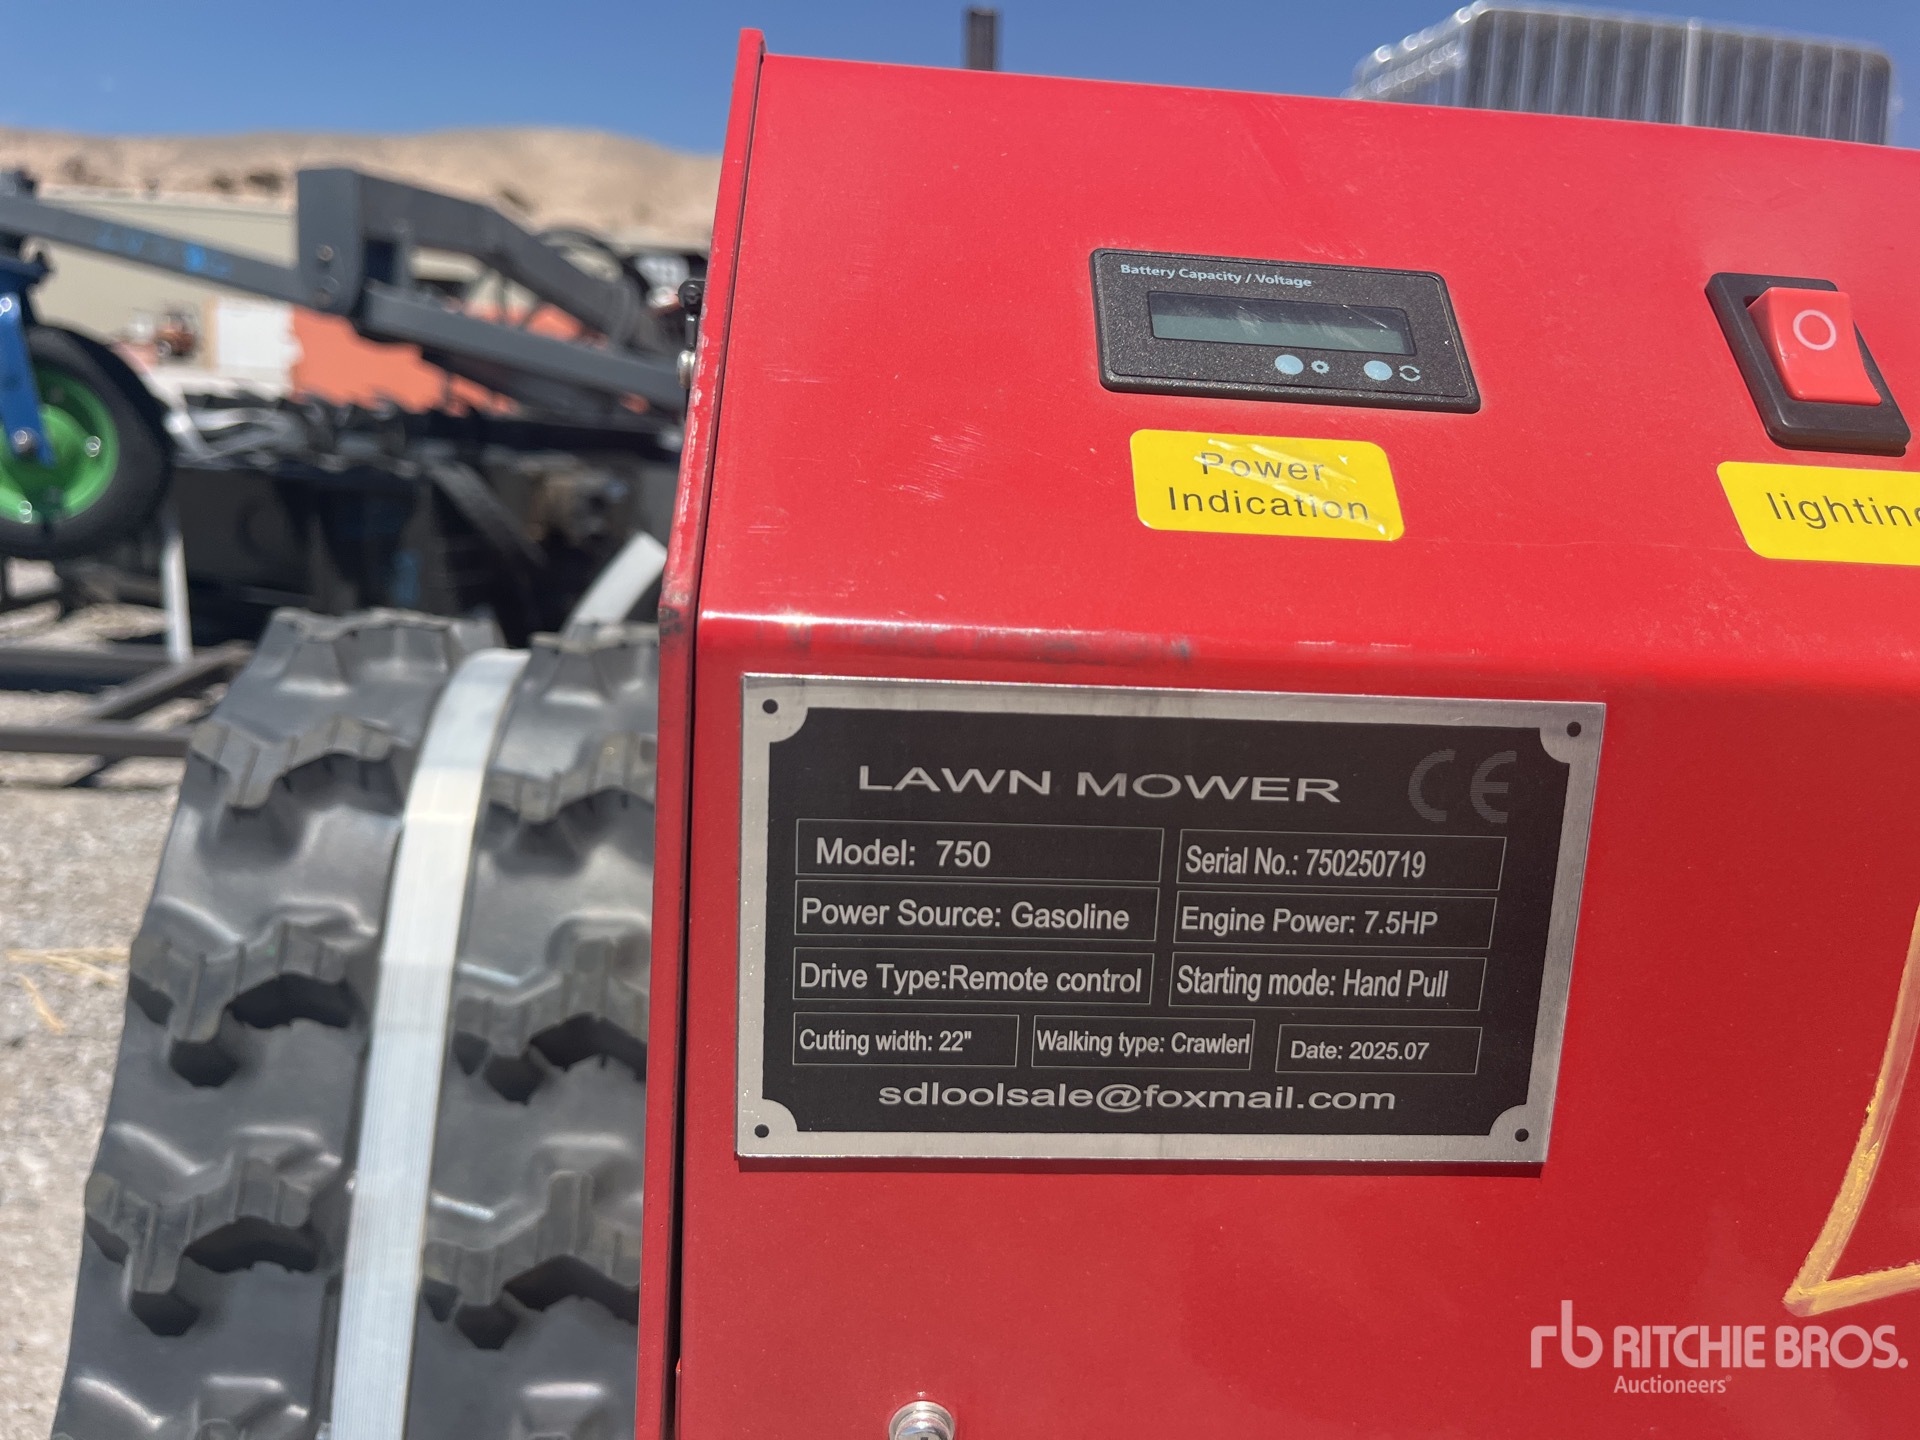 Battery Capacity / Voltage
Power
Indication
lighting
LAWN MOWER CE
Model: 750
Serial No.: 750250719
Power Source: Gasoline
Engine Power: 7.5HP
Drive Type:Remote control
Starting mode: Hand Pull
Cutting width: 22"
Walking type: Crawlerl
Date: 2025.07
sdloolsale@foxmail.com
rb RITCHIE BROS.
Auctioneers